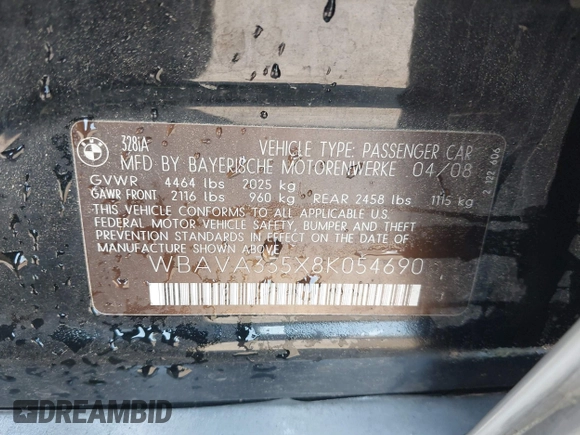 BMW
328iA VEHICLE TYPE: PASSENGER CAR
MFD BY BAYERISCHE MOTORENWERKE 04/08
GVWR 4464 lbs 2025 kg
GAWR FRONT 2116 lbs 960 kg REAR 2458 lbs 1115 kg
THIS VEHICLE CONFORMS TO ALL APPLICABLE U.S.
FEDERAL MOTOR VEHICLE SAFETY, BUMPER, AND THEFT
PREVENTION STANDARDS IN EFFECT ON THE DATE OF
MANUFACTURE SHOWN ABOVE.
WBAVA335X8K054690
DREAMBID